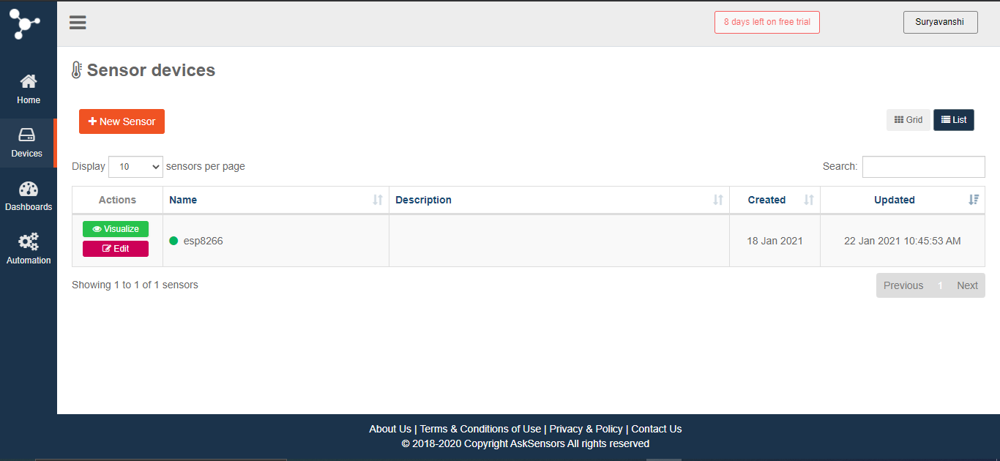 8 days left on free trial
Suryavanshi
Sensor devices
Home
Devices
Dashboards
Automation
New Sensor
Grid
List
Display 10 sensors per page
Search:
Actions Name Description Created Updated
Visualize
Edit
esp8266 18 Jan 2021 22 Jan 2021 10:45:53 AM
Showing 1 to 1 of 1 sensors
Previous 1 Next
About Us | Terms & Conditions of Use | Privacy & Policy | Contact Us
© 2018-2020 Copyright AskSensors All rights reserved